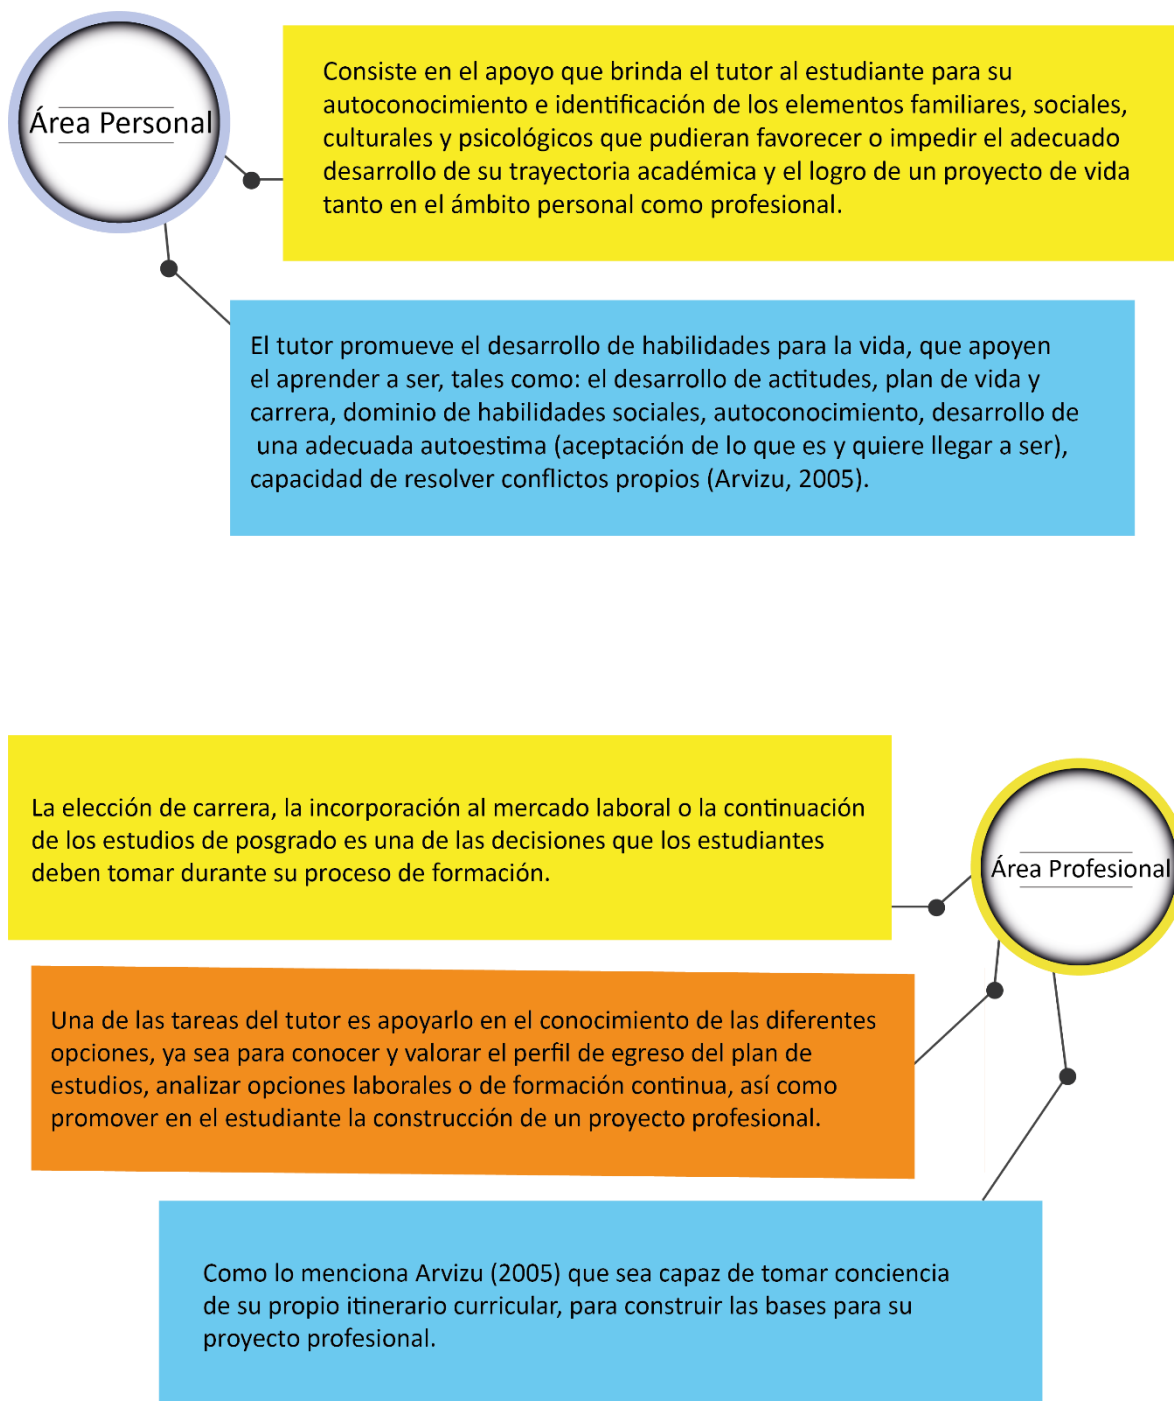 Área Personal
Consiste en el apoyo que brinda el tutor al estudiante para su
autoconocimiento e identificación de los elementos familiares, sociales,
culturales y psicológicos que pudieran favorecer o impedir el adecuado
desarrollo de su trayectoria académica y el logro de un proyecto de vida
tanto en el ámbito personal como profesional.
El tutor promueve el desarrollo de habilidades para la vida, que apoyen
el aprender a ser, tales como: el desarrollo de actitudes, plan de vida y
carrera, dominio de habilidades sociales, autoconocimiento, desarrollo de
una adecuada autoestima (aceptación de lo que es y quiere llegar a ser),
capacidad de resolver conflictos propios (Arvizu, 2005).
La elección de carrera, la incorporación al mercado laboral o la continuación
de los estudios de posgrado es una de las decisiones que los estudiantes
deben tomar durante su proceso de formación.
Área Profesional
Una de las tareas del tutor es apoyarlo en el conocimiento de las diferentes
opciones, ya sea para conocer y valorar el perfil de egreso del plan de
estudios, analizar opciones laborales o de formación continua, así como
promover en el estudiante la construcción de un proyecto profesional.
Como lo menciona Arvizu (2005) que sea capaz de tomar conciencia
de su propio itinerario curricular, para construir las bases para su
proyecto profesional.